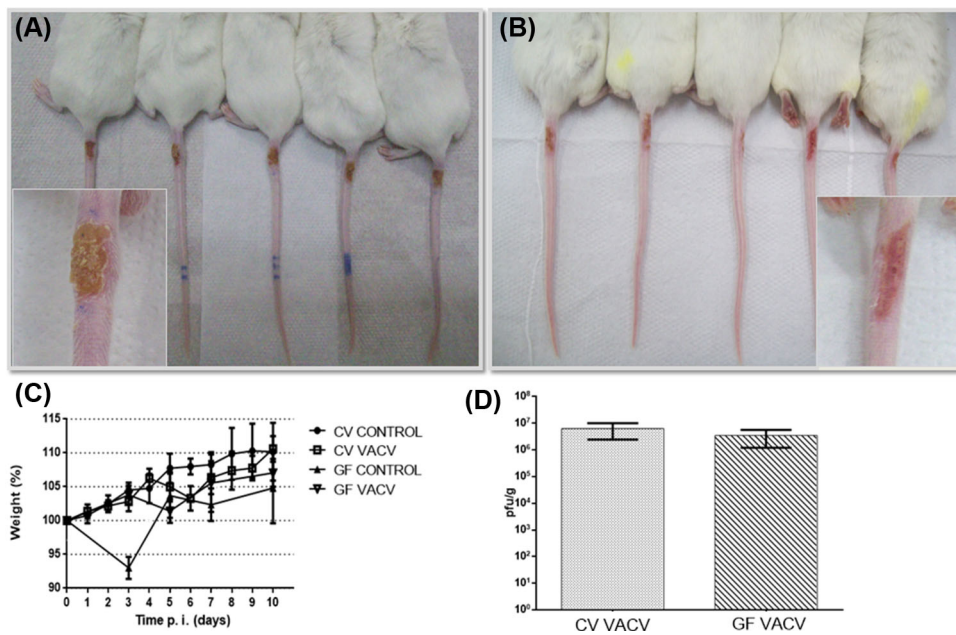 (A)
(B)
(C)
115
110
105
100
95
90
Weight (%)
0 1 2 3 4 5 6 7 8 9 10
Time p. i. (days)
CV CONTROL
CV VACV
GF CONTROL
GF VACV
(D)
10⁸
10⁷
10⁶
10⁵
10⁴
10³
10²
10¹
10⁰
pfu/g
CV VACV
GF VACV